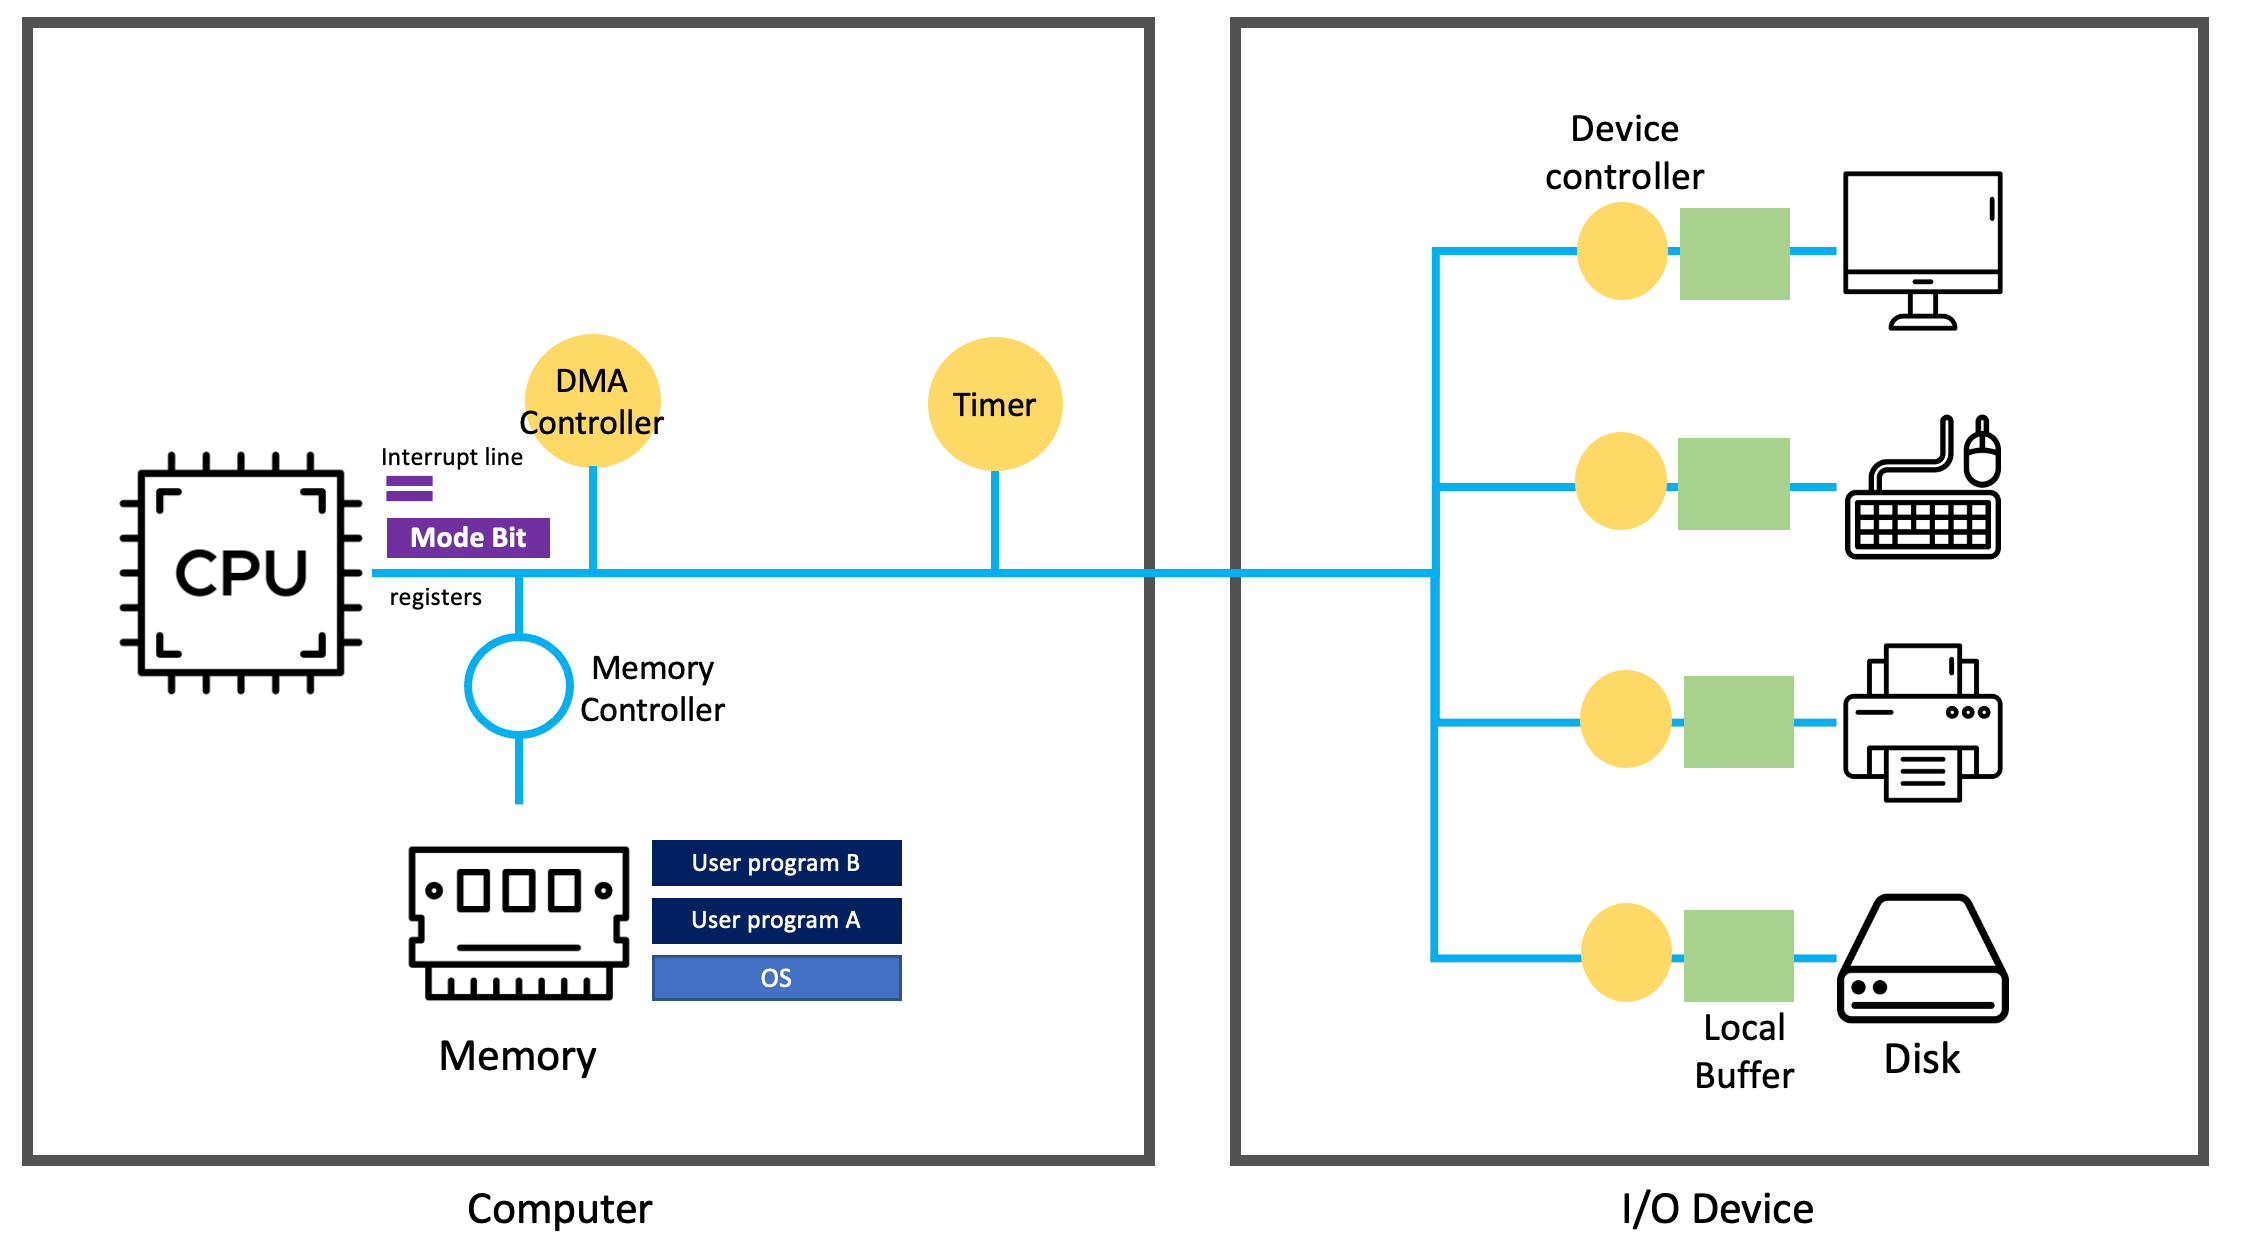 Device
controller
DMA
Controller
Timer
Interrupt line
Mode Bit
CPU
registers
Memory
Controller
User program B
User program A
OS
Memory
Local
Buffer
Disk
Computer
I/O Device